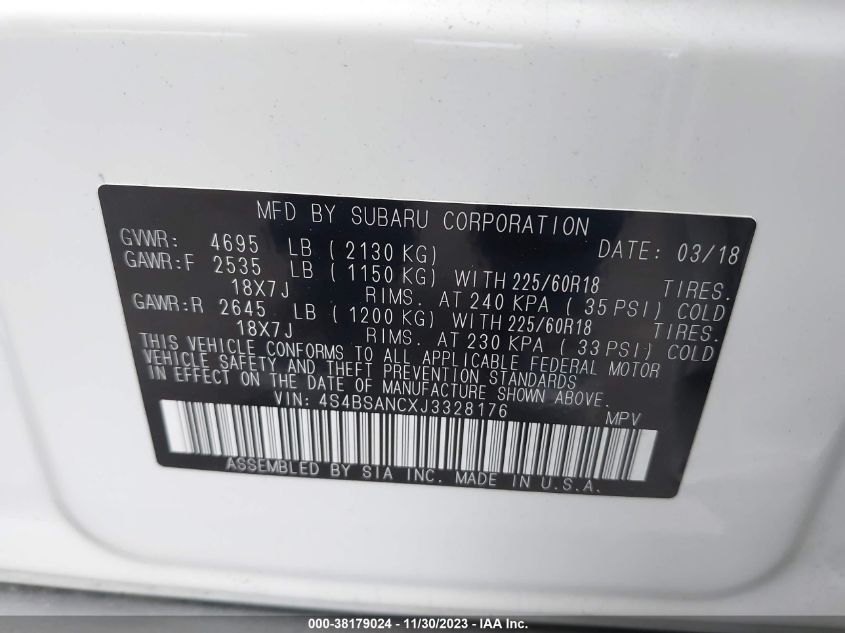 MFD BY SUBARU CORPORATION
GVWR: 4695 LB (2130 KG) DATE: 03/18
GAWR:F 2535 LB (1150 KG) WITH 225/60R18 TIRES.
18X7J RIMS. AT 240 KPA (35 PSI) COLD
GAWR:R 2645 LB (1200 KG) WITH 225/60R18 TIRES.
18X7J RIMS. AT 230 KPA (33 PSI) COLD
THIS VEHICLE CONFORMS TO ALL APPLICABLE FEDERAL MOTOR
VEHICLE SAFETY AND THEFT PREVENTION STANDARDS
IN EFFECT ON THE DATE OF MANUFACTURE SHOWN ABOVE.
VIN: 4S4BSANCXJ3328176 MPV
ASSEMBLED BY SIA INC. MADE IN U.S.A.
000-38179024 - 11/30/2023 - IAA Inc.